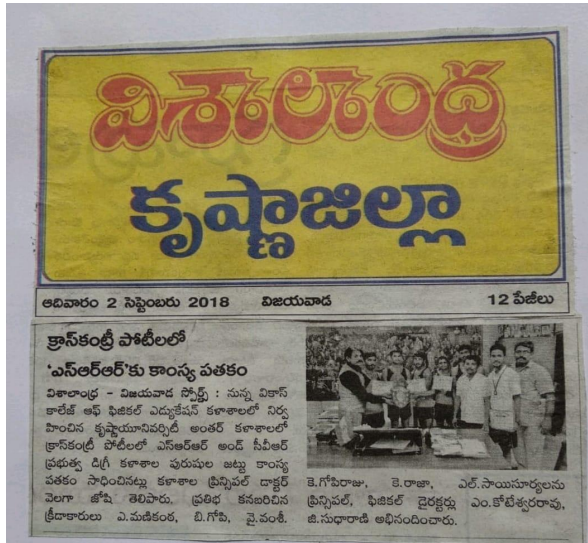 విశాలాంధ్ర
కృష్ణాజిల్లా
ఆదివారం 2 సెప్టెంబరు 2018 విజయవాడ 12 పేజీలు
క్రాస్‌కంట్రీ పోటీలలో
'ఎస్ఆర్ఆర్'కు కాంస్య పతకం
విశాలాంధ్ర - విజయవాడ స్పోర్ట్స్ : నున్న వికాస్
కాలేజ్ ఆఫ్ ఫిజికల్ ఎడ్యుకేషన్ కళాశాలలో నిర్వ
హించిన కృష్ణాయూనివర్సిటీ అంతర్ కళాశాలలో
క్రాస్‌కంట్రీ పోటీలలో ఎస్ఆర్ఆర్ అండ్ సీవీఆర్
ప్రభుత్వ డిగ్రీ కళాశాల పురుషుల జట్టు కాంస్య
పతకం సాధించినట్లు కళాశాల ప్రిన్సిపల్ డాక్టర్
వెలగా జోషి తెలిపారు. ప్రతిభ కనబరిచిన
క్రీడాకారులు ఎ.మణికంఠ, బి.గోపి, వై.వంశీ.
కె.గోపిరాజు, కె.రాజా, ఎల్.సాయిసూర్యలను
ప్రిన్సిపల్, ఫిజికల్ డైరెక్టర్లు ఎం.కోటేశ్వరరావు,
జి.సుధారాణి అభినందించారు.